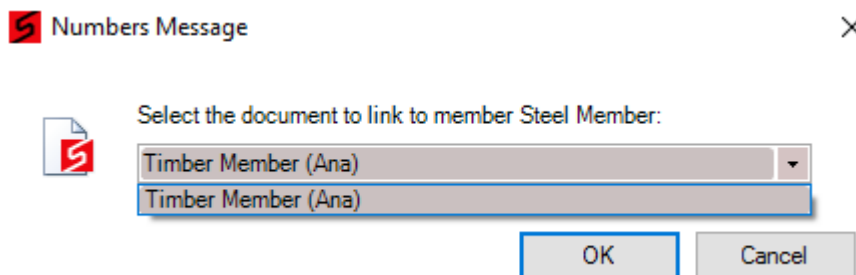 Numbers Message
Select the document to link to member Steel Member:
Timber Member (Ana)
Timber Member (Ana)
OK Cancel